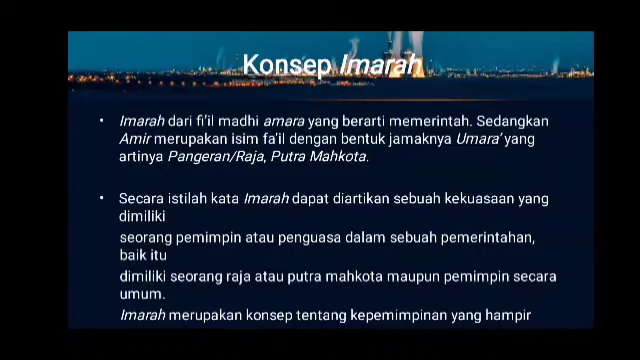 Konsep Imarah
• Imarah dari fi’il madhi amara yang berarti memerintah. Sedangkan
Amir merupakan isim fa’il dengan bentuk jamaknya Umara’ yang
artinya Pangeran/Raja, Putra Mahkota.
• Secara istilah kata Imarah dapat diartikan sebuah kekuasaan yang
dimiliki
seorang pemimpin atau penguasa dalam sebuah pemerintahan,
baik itu
dimiliki seorang raja atau putra mahkota maupun pemimpin secara
umum.
Imarah merupakan konsep tentang kepemimpinan yang hampir